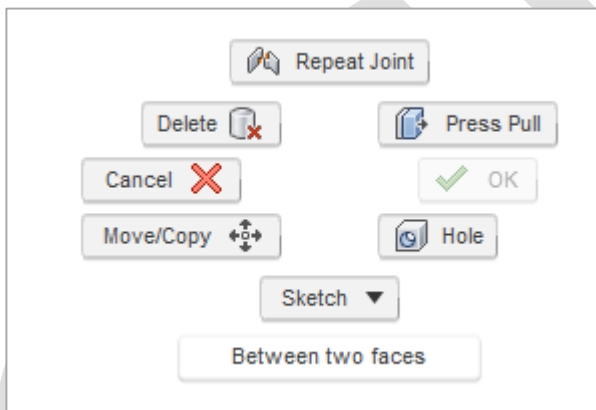 Repeat Joint
Delete
Press Pull
Cancel
OK
Move/Copy
Hole
Sketch
Between two faces